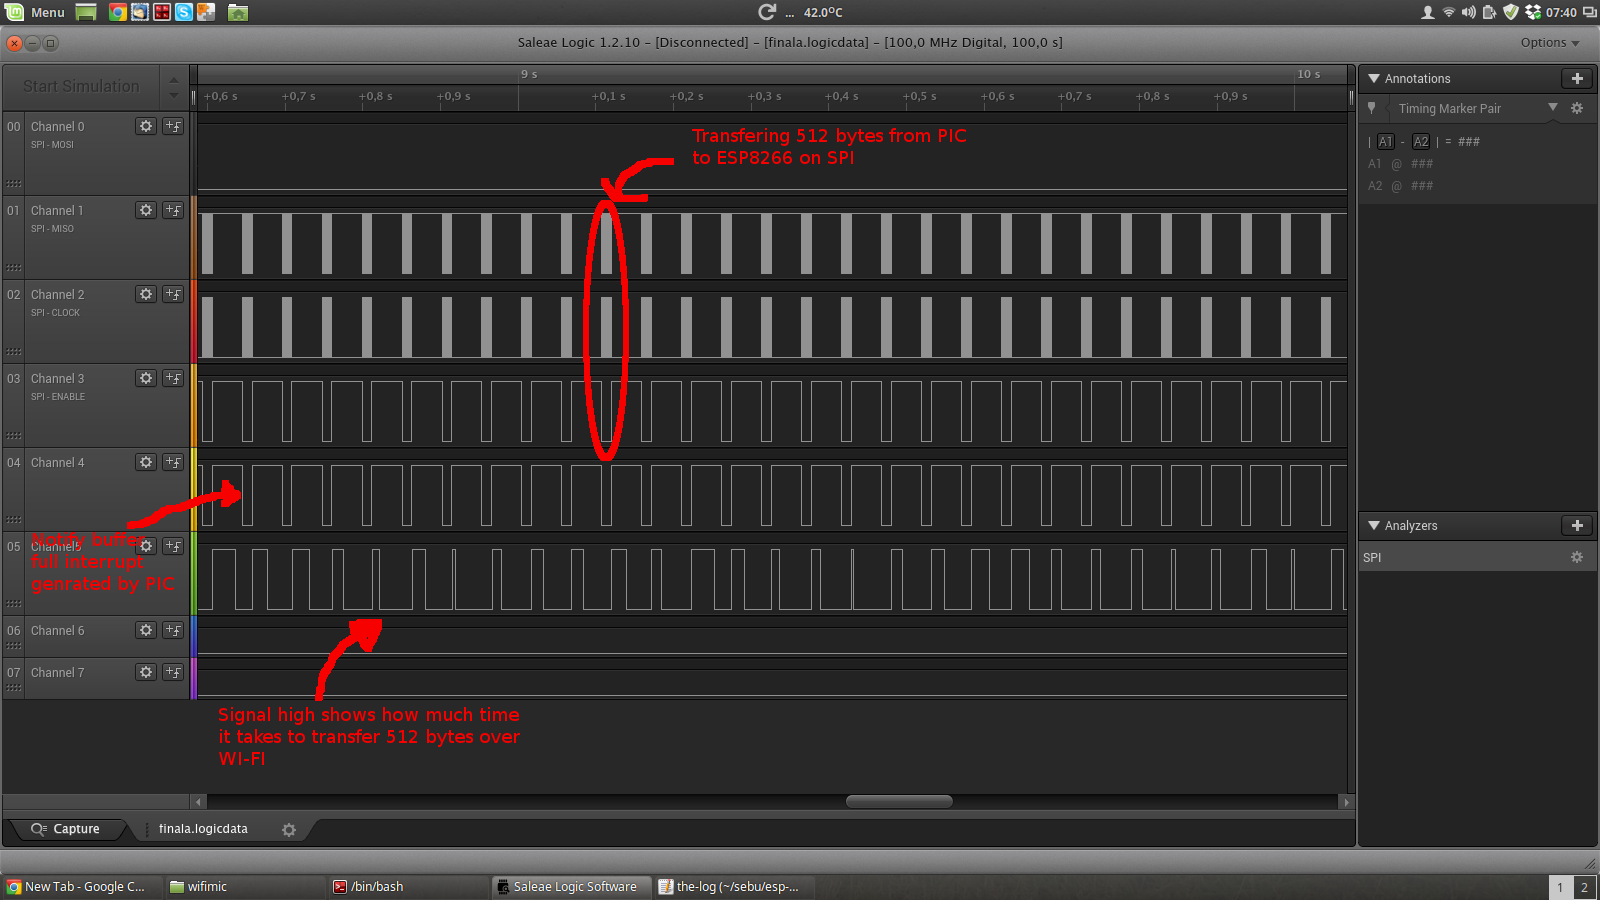 Menu
... 42.0°C
07:40
Saleae Logic 1.2.10 – [Disconnected] – [finala.logicdata] – [100,0 MHz Digital, 100,0 s]
Options
Start Simulation
9 s
10 s
+0,6 s +0,7 s +0,8 s +0,9 s +0,1 s +0,2 s +0,3 s +0,4 s +0,5 s +0,6 s +0,7 s +0,8 s +0,9 s
Annotations
Timing Marker Pair
| A1 - A2 | = ###
A1 @ ###
A2 @ ###
00 Channel 0
SPI - MOSI
Transfering 512 bytes from PIC
to ESP8266 on SPI
01 Channel 1
SPI - MISO
02 Channel 2
SPI - CLOCK
03 Channel 3
SPI - ENABLE
04 Channel 4
Notify buffer
full interrupt
genrated by PIC
05 Channel 5
06 Channel 6
07 Channel 7
Signal high shows how much time
it takes to transfer 512 bytes over
WI-FI
Analyzers
SPI
Capture
finala.logicdata
New Tab - Google C...
wifimic
/bin/bash
Saleae Logic Software
the-log (~/sebu/esp-...
1 2